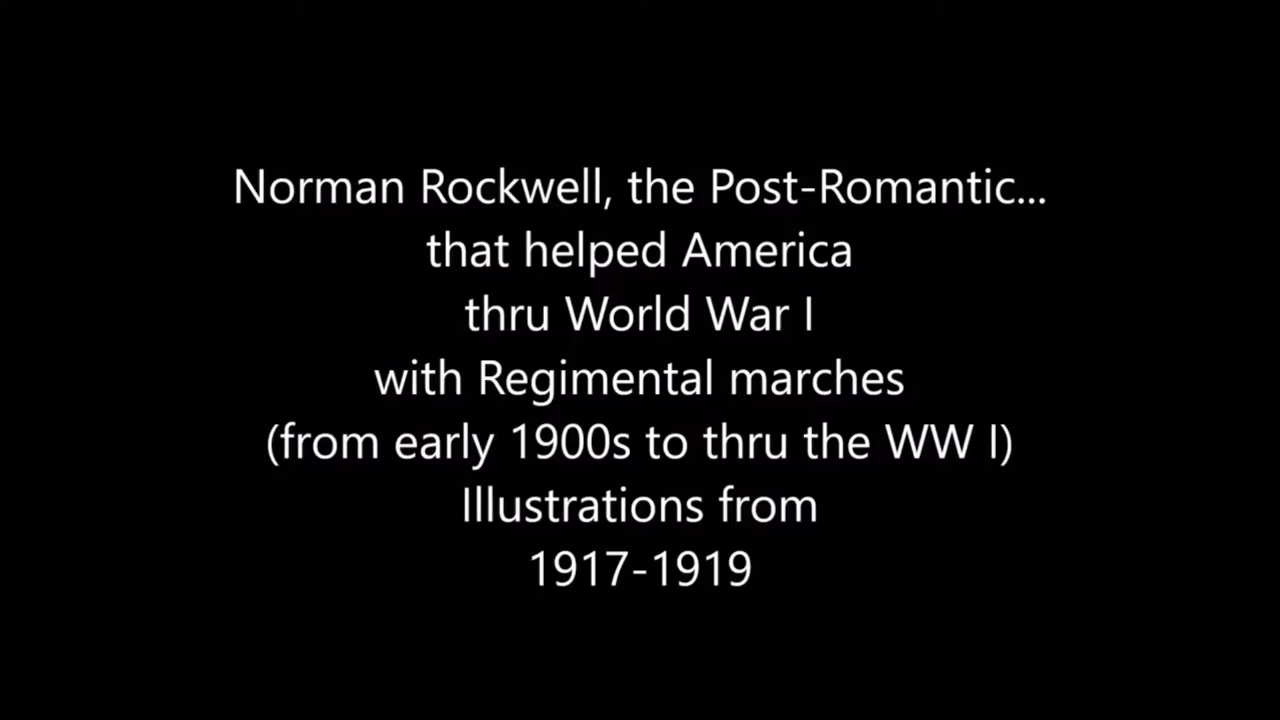 Norman Rockwell, the Post-Romantic...
that helped America
thru World War I
with Regimental marches
(from early 1900s to thru the WW I)
Illustrations from
1917-1919